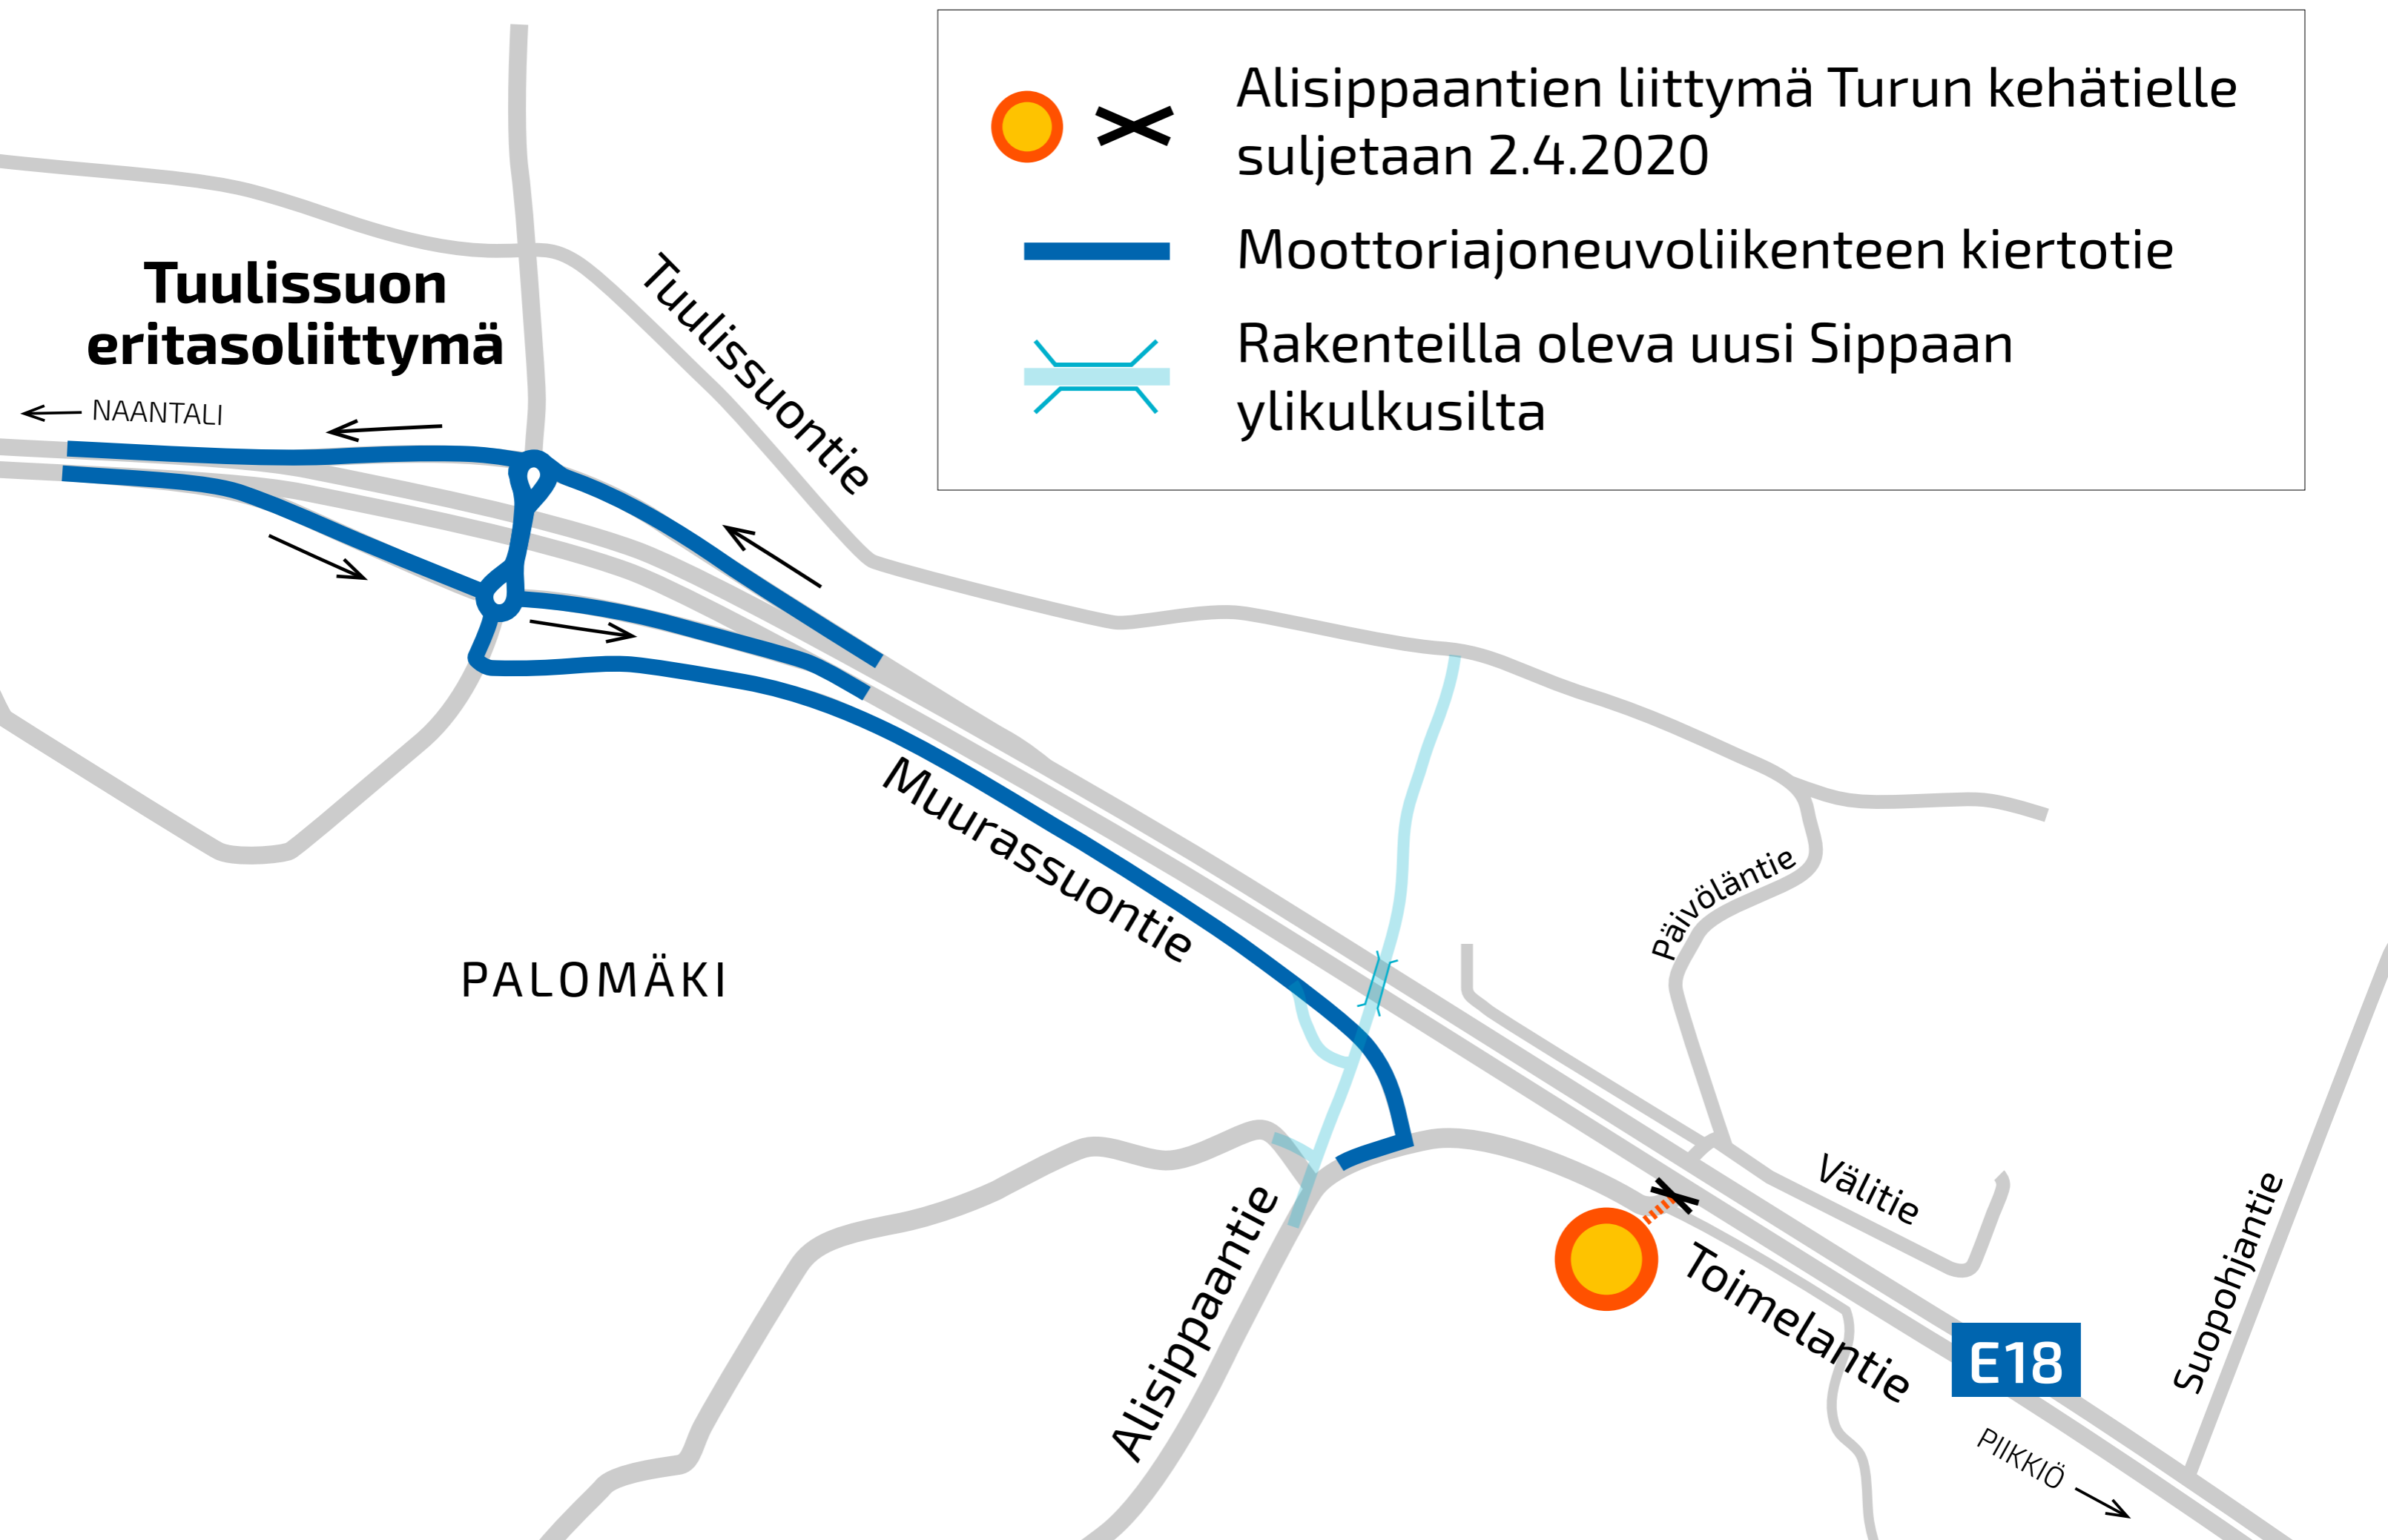 Alisippaantien liittymä Turun kehätielle
suljetaan 2.4.2020
Moottoriajoneuvoliikenteen kiertotie
Rakenteilla oleva uusi Sippaan
ylikulkusilta
Tuulissuon
eritasoliittymä
NAANTALI
Tuulissuontie
Muurassuontie
PALOMÄKI
Päivöläntie
Välitie
Alisippaantie
Toimelantie
Suopohjantie
E18
PIIKKIÖ